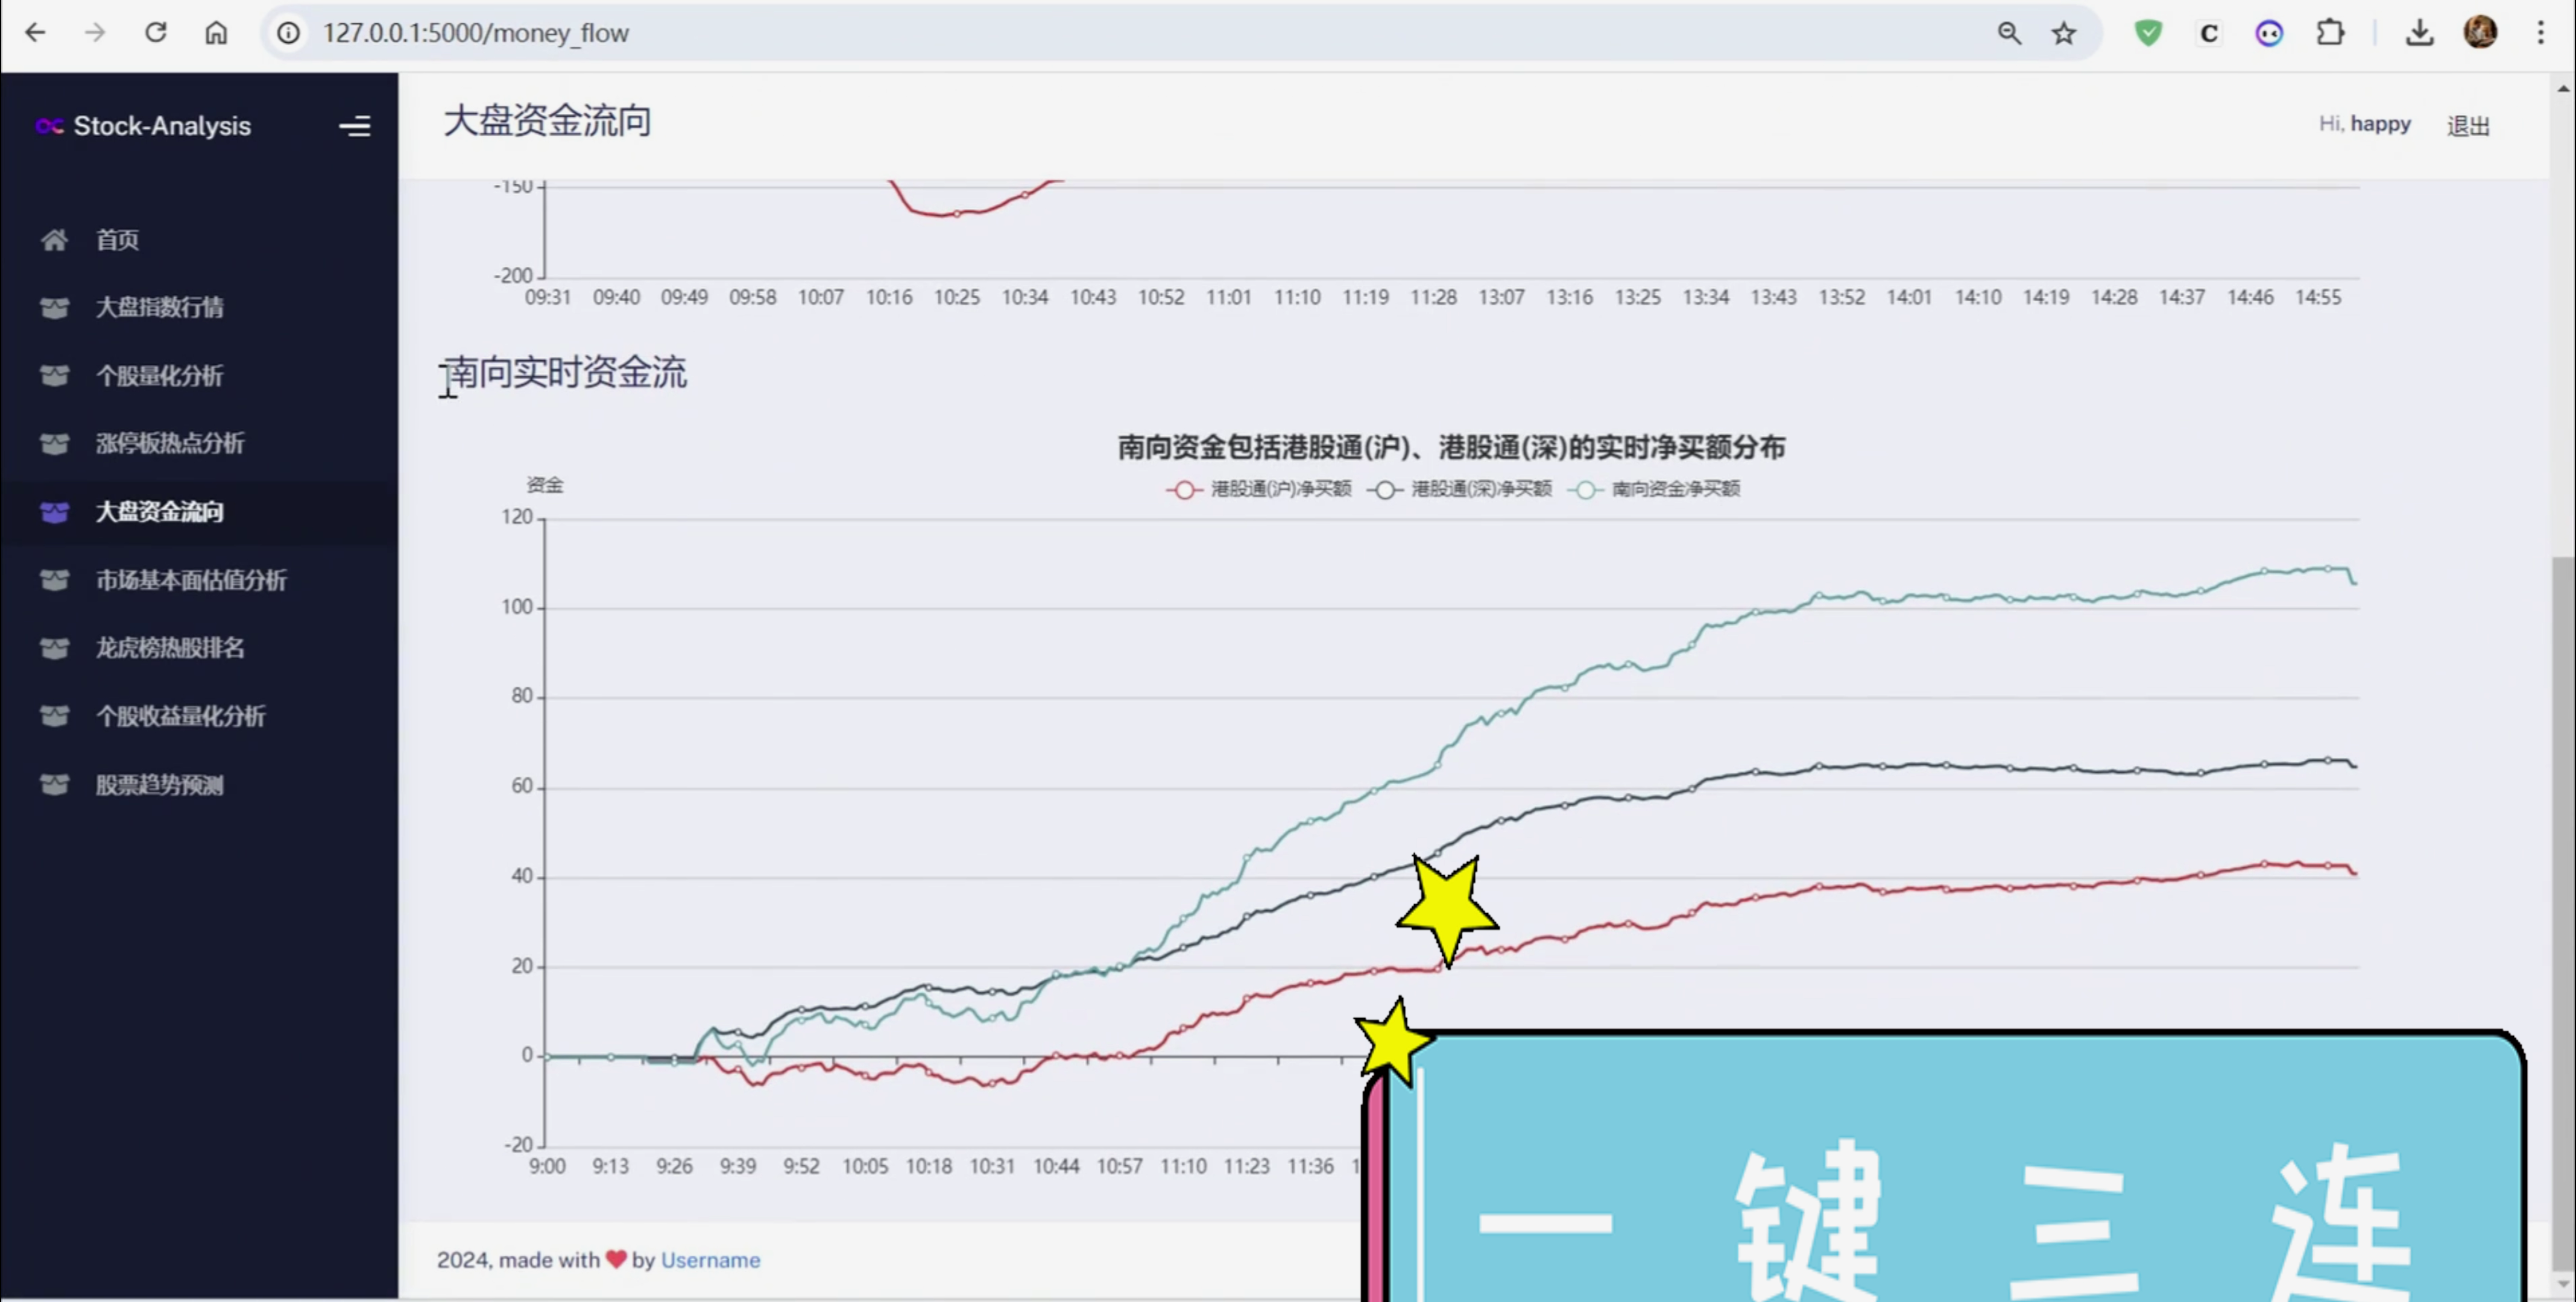 127.0.0.1:5000/money_flow
C
Stock-Analysis
大盘资金流向
Hi, happy
退出
首页
大盘指数行情
个股量化分析
涨停板热点分析
大盘资金流向
市场基本面估值分析
龙虎榜热股排名
个股收益量化分析
股票趋势预测
-150
-200
09:31 09:40 09:49 09:58 10:07 10:16 10:25 10:34 10:43 10:52 11:01 11:10 11:19 11:28 13:07 13:16 13:25 13:34 13:43 13:52 14:01 14:10 14:19 14:28 14:37 14:46 14:55
南向实时资金流
南向资金包括港股通(沪)、港股通(深)的实时净买额分布
港股通(沪)净买额 港股通(深)净买额 南向资金净买额
资金
120
100
80
60
40
20
0
-20
9:00 9:13 9:26 9:39 9:52 10:05 10:18 10:31 10:44 10:57 11:10 11:23 11:36
一键三连
2024, made with ❤ by Username